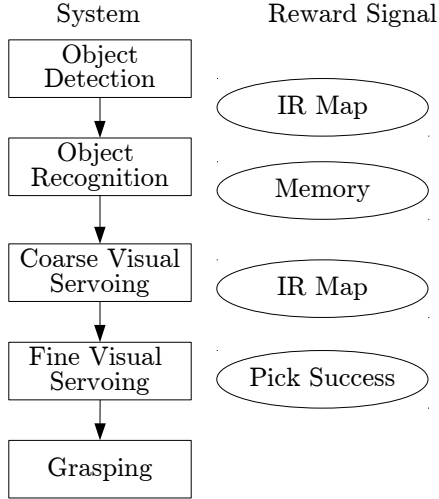 System
Reward Signal
Object
Detection
IR Map
Object
Recognition
Memory
Coarse Visual
Servoing
IR Map
Fine Visual
Servoing
Pick Success
Grasping